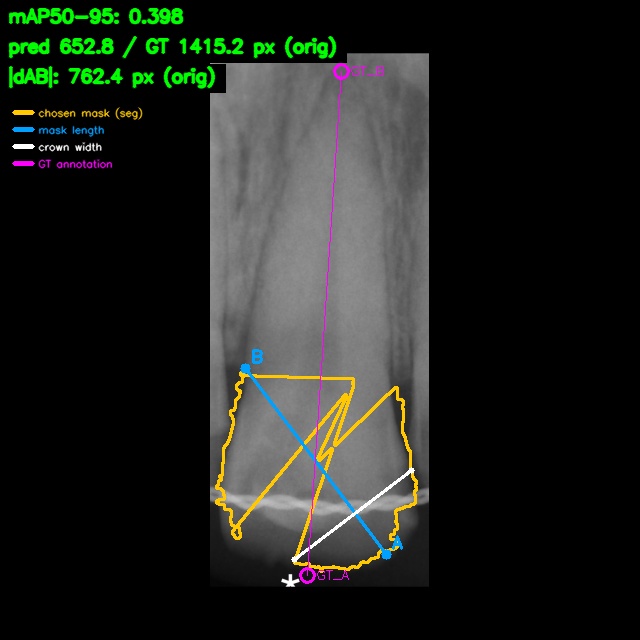 mAP50-95: 0.398
pred 652.8 / GT 1415.2 px (orig)
|dAB|: 762.4 px (orig)
chosen mask (seg)
mask length
crown width
GT annotation
GT_B
B
A
GT_A